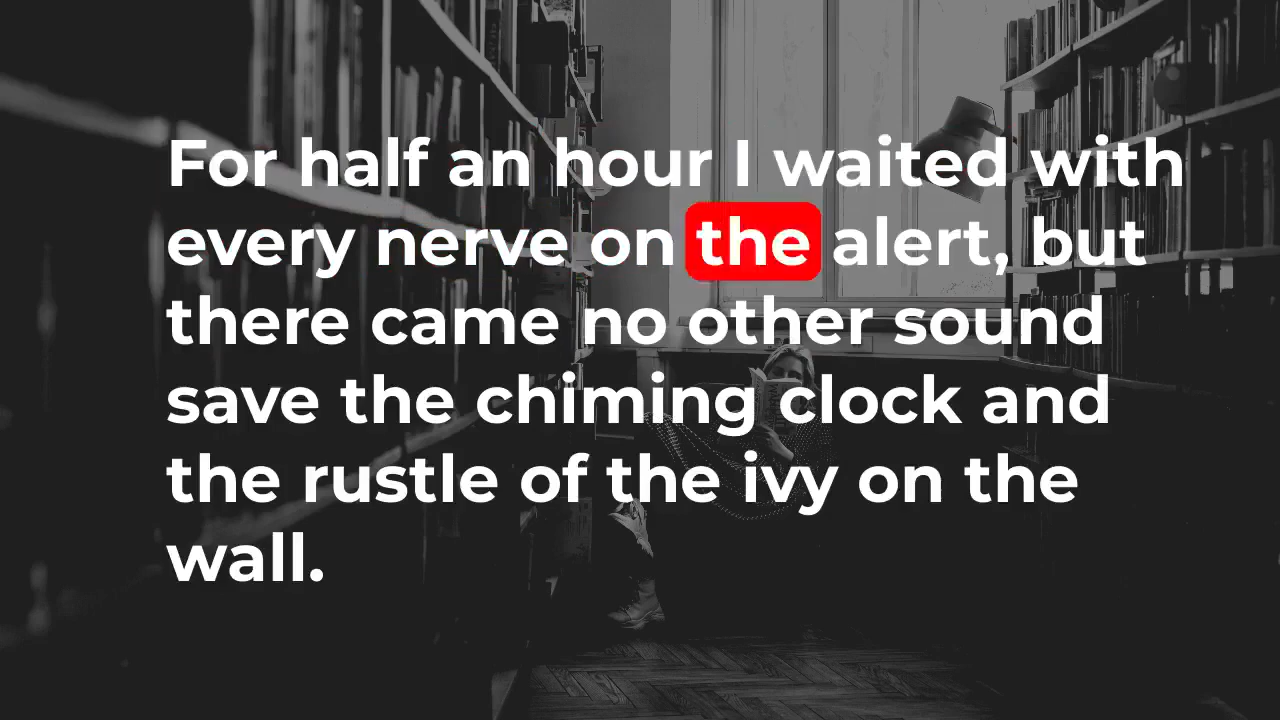 For half an hour I waited with
every nerve on the alert, but
there came no other sound
save the chiming clock and
the rustle of the ivy on the
wall.